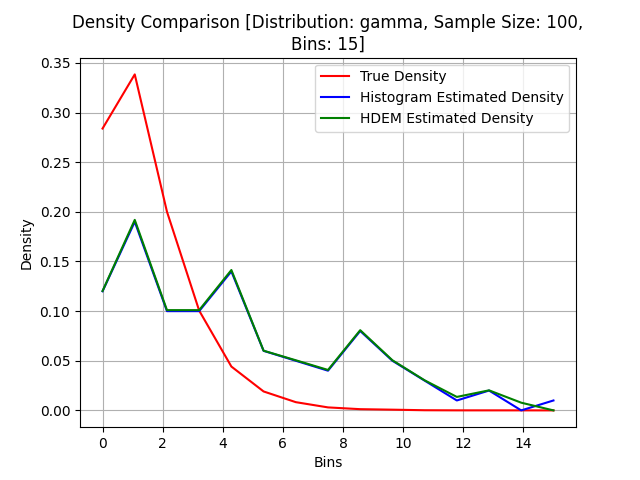 Density Comparison [Distribution: gamma, Sample Size: 100,
Bins: 15]
True Density
Histogram Estimated Density
HDEM Estimated Density
Density
0.35
0.30
0.25
0.20
0.15
0.10
0.05
0.00
0 2 4 6 8 10 12 14
Bins